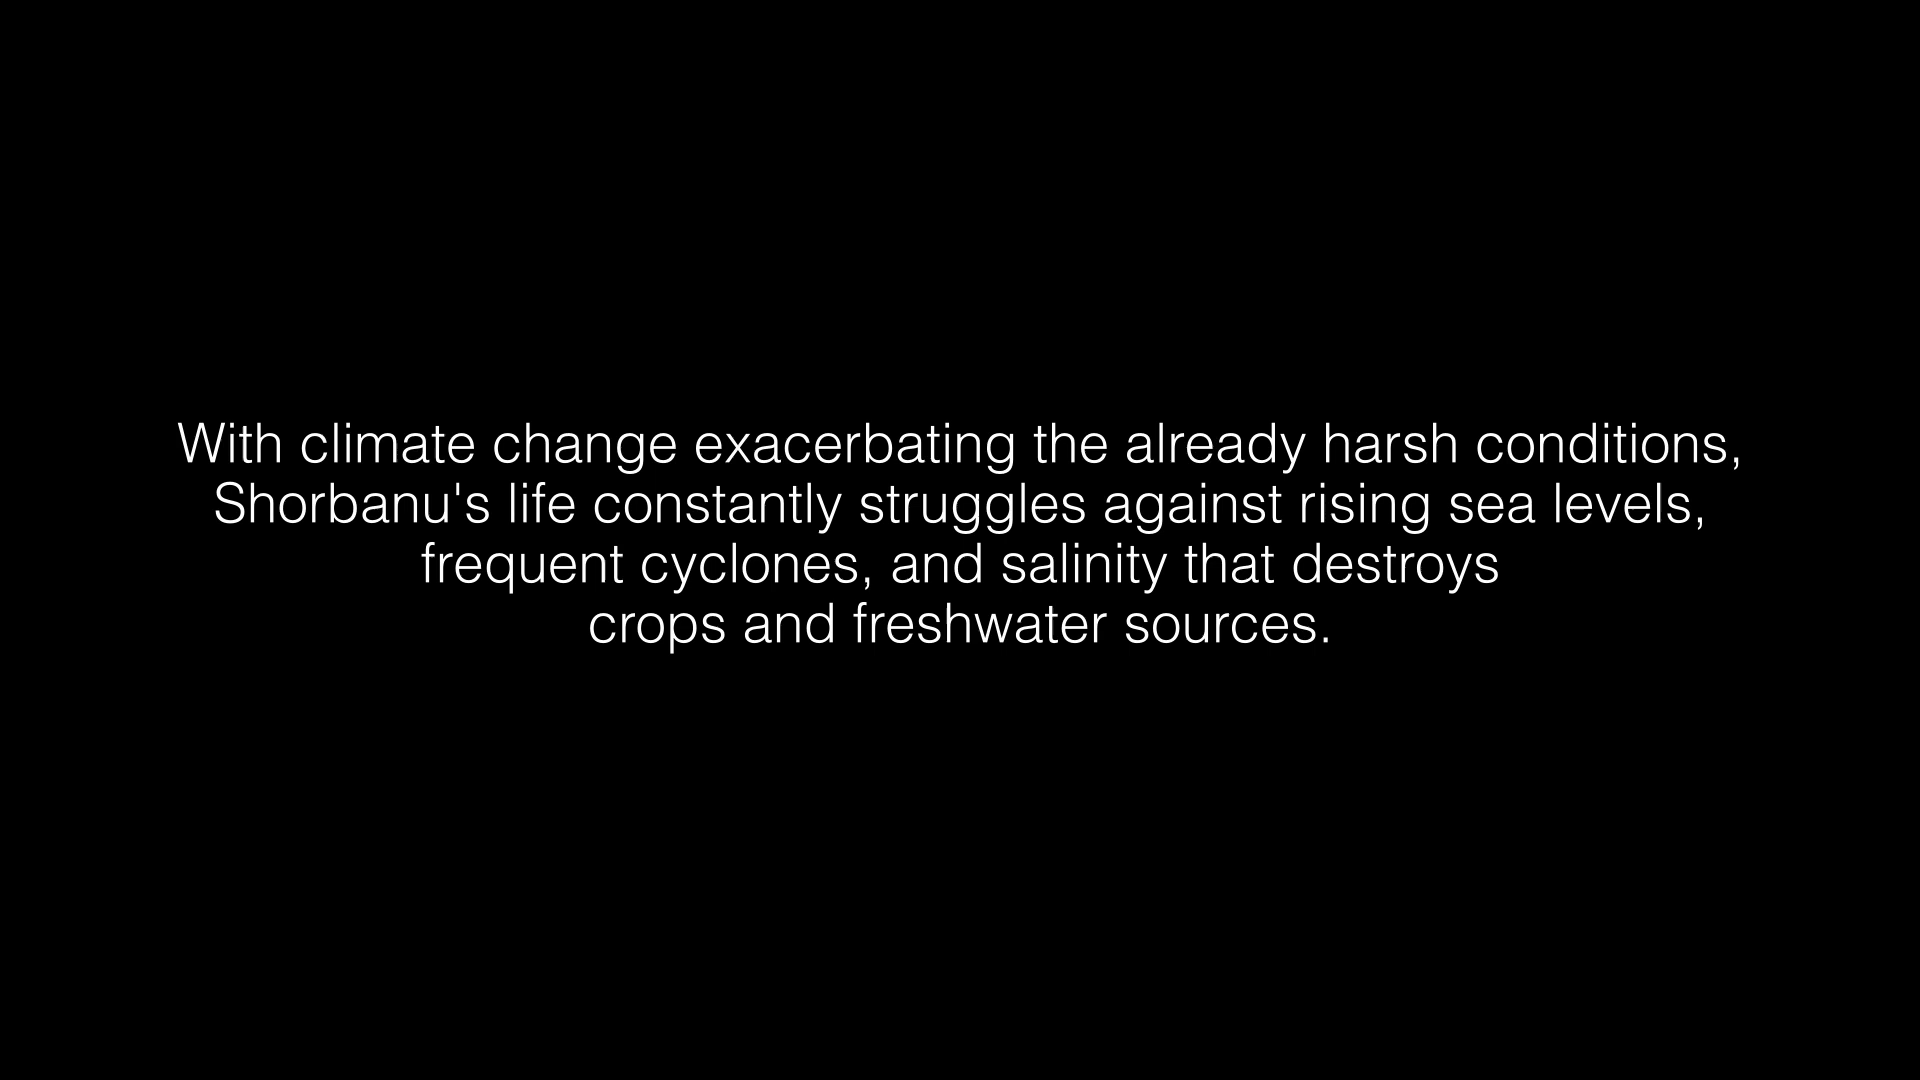 With climate change exacerbating the already harsh conditions,
Shorbanu's life constantly struggles against rising sea levels,
frequent cyclones, and salinity that destroys
crops and freshwater sources.